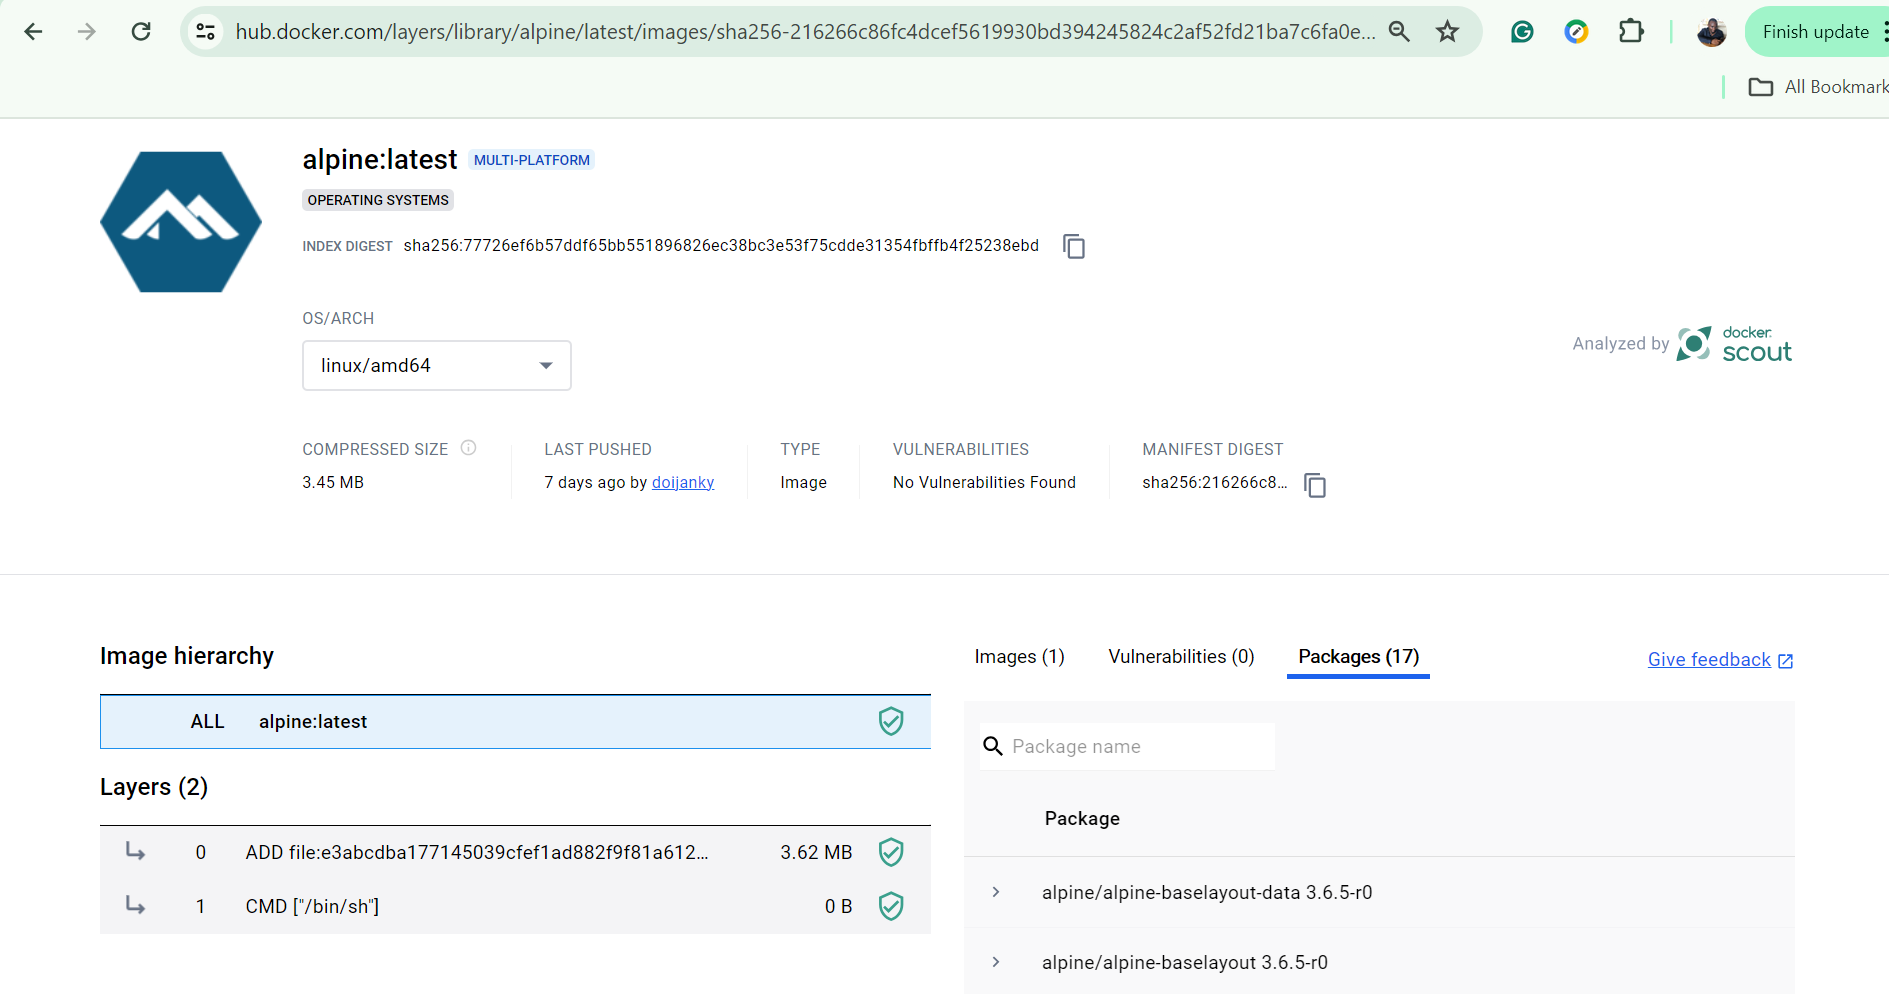 hub.docker.com/layers/library/alpine/latest/images/sha256-216266c86fc4dcef5619930bd394245824c2af52fd21ba7c6fa0e...
Finish update
All Bookmark
alpine:latest MULTI-PLATFORM
OPERATING SYSTEMS
INDEX DIGEST sha256:77726ef6b57ddf65bb551896826ec38bc3e53f75cdde31354fbffb4f25238ebd
OS/ARCH
linux/amd64
Analyzed by docker scout
COMPRESSED SIZE LAST PUSHED TYPE VULNERABILITIES MANIFEST DIGEST
3.45 MB 7 days ago by doijanky Image No Vulnerabilities Found sha256:216266c8...
Image hierarchy
ALL alpine:latest
Layers (2)
0 ADD file:e3abcdba177145039cfef1ad882f9f81a612... 3.62 MB
1 CMD ["/bin/sh"] 0 B
Images (1) Vulnerabilities (0) Packages (17) Give feedback
Package name
Package
alpine/alpine-baselayout-data 3.6.5-r0
alpine/alpine-baselayout 3.6.5-r0